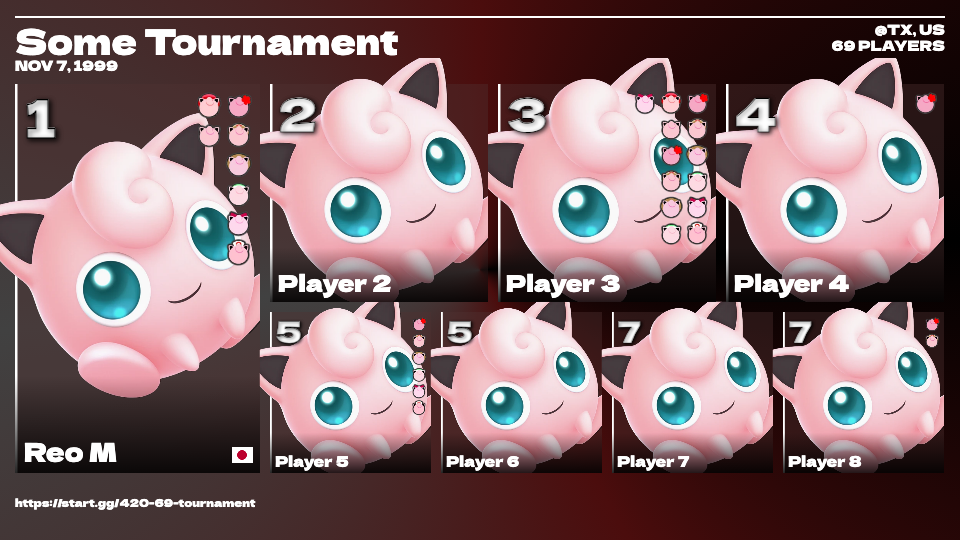 Some Tournament
NOV 7, 1999
@TX, US
69 PLAYERS
1
2
3
4
Player 2
Player 3
Player 4
5
5
7
7
Reo M
Player 5
Player 6
Player 7
Player 8
https://start.gg/420-69-tournament